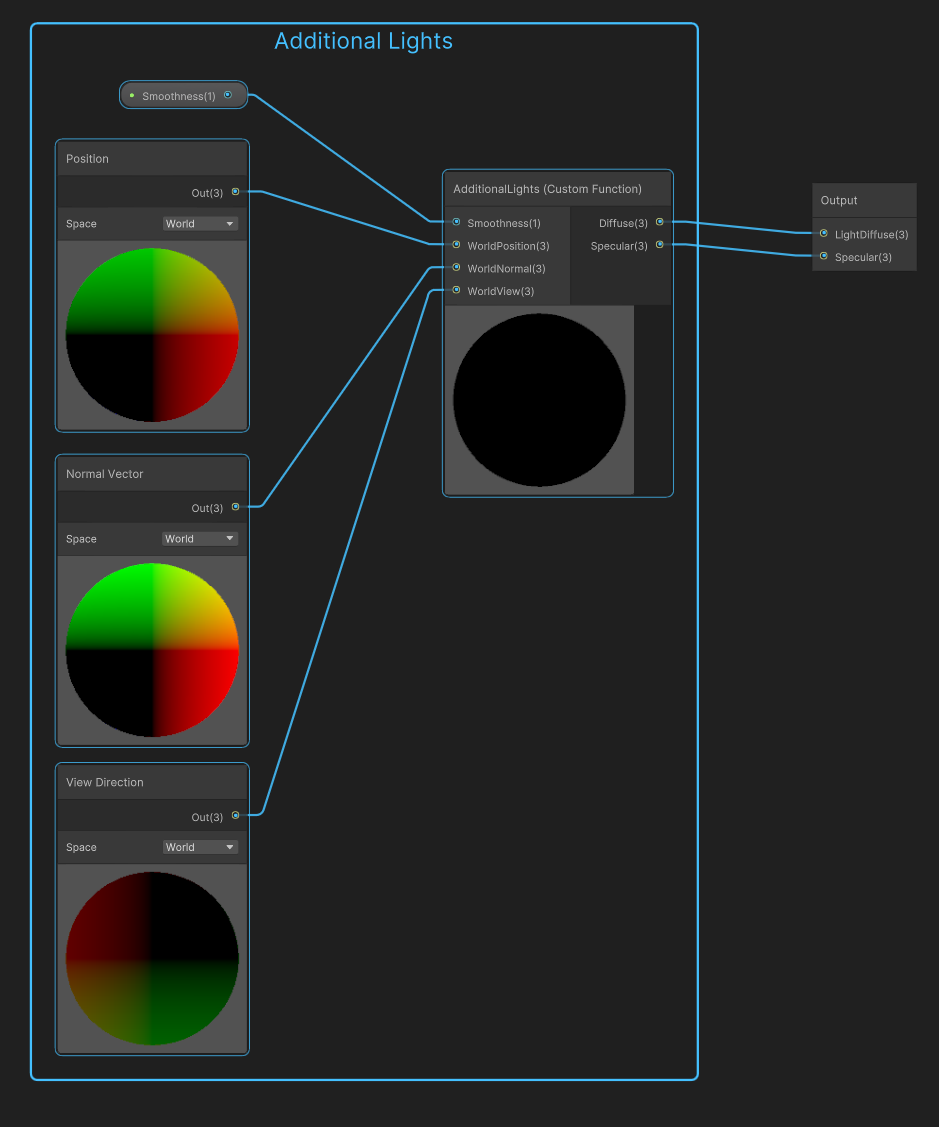 Additional Lights
Smoothness(1)
Position
Out(3)
Space World
AdditionalLights (Custom Function)
Smoothness(1) Diffuse(3)
WorldPosition(3) Specular(3)
WorldNormal(3)
WorldView(3)
Output
LightDiffuse(3)
Specular(3)
Normal Vector
Out(3)
Space World
View Direction
Out(3)
Space World